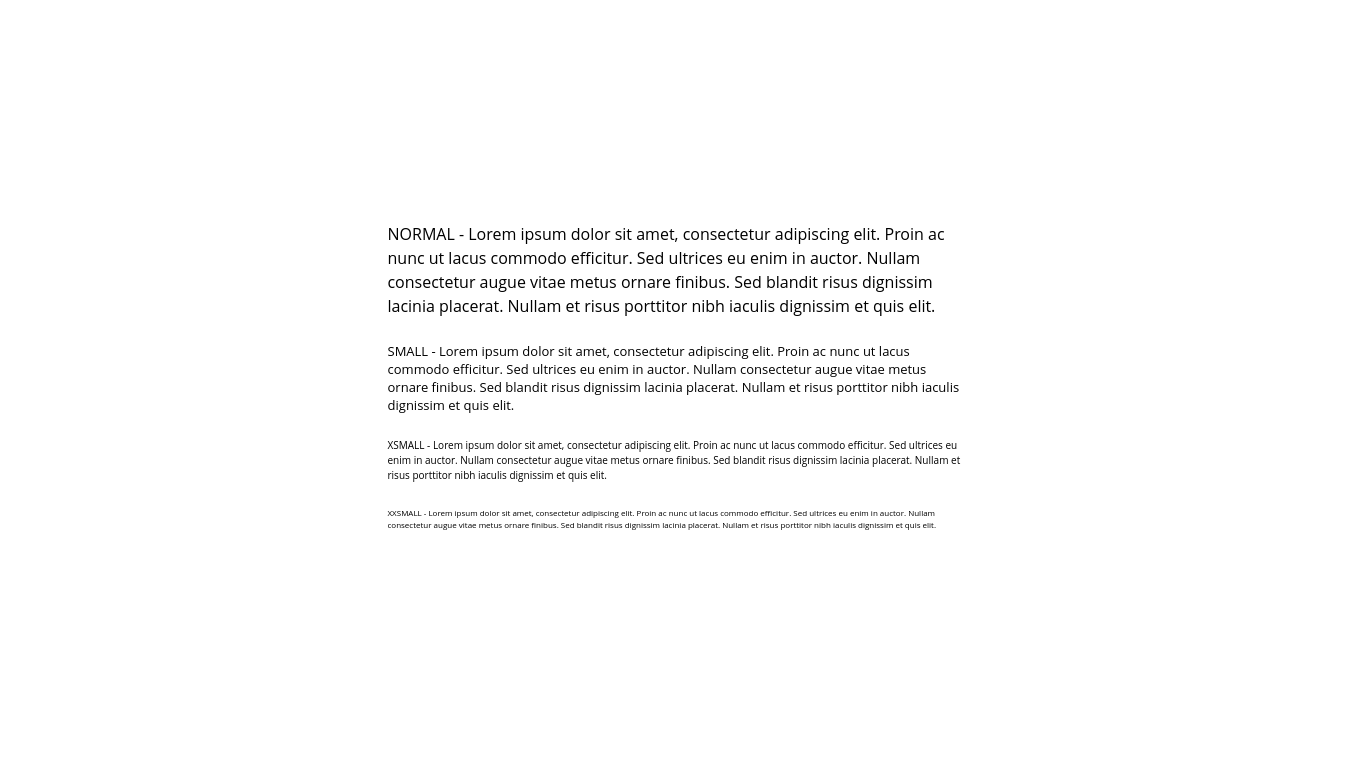 NORMAL - Lorem ipsum dolor sit amet, consectetur adipiscing elit. Proin ac
nunc ut lacus commodo efficitur. Sed ultrices eu enim in auctor. Nullam
consectetur augue vitae metus ornare finibus. Sed blandit risus dignissim
lacinia placerat. Nullam et risus porttitor nibh iaculis dignissim et quis elit.
SMALL - Lorem ipsum dolor sit amet, consectetur adipiscing elit. Proin ac nunc ut lacus
commodo efficitur. Sed ultrices eu enim in auctor. Nullam consectetur augue vitae metus
ornare finibus. Sed blandit risus dignissim lacinia placerat. Nullam et risus porttitor nibh iaculis
dignissim et quis elit.
XSMALL - Lorem ipsum dolor sit amet, consectetur adipiscing elit. Proin ac nunc ut lacus commodo efficitur. Sed ultrices eu
enim in auctor. Nullam consectetur augue vitae metus ornare finibus. Sed blandit risus dignissim lacinia placerat. Nullam et
risus porttitor nibh iaculis dignissim et quis elit.
XXSMALL - Lorem ipsum dolor sit amet, consectetur adipiscing elit. Proin ac nunc ut lacus commodo efficitur. Sed ultrices eu enim in auctor. Nullam
consectetur augue vitae metus ornare finibus. Sed blandit risus dignissim lacinia placerat. Nullam et risus porttitor nibh iaculis dignissim et quis elit.